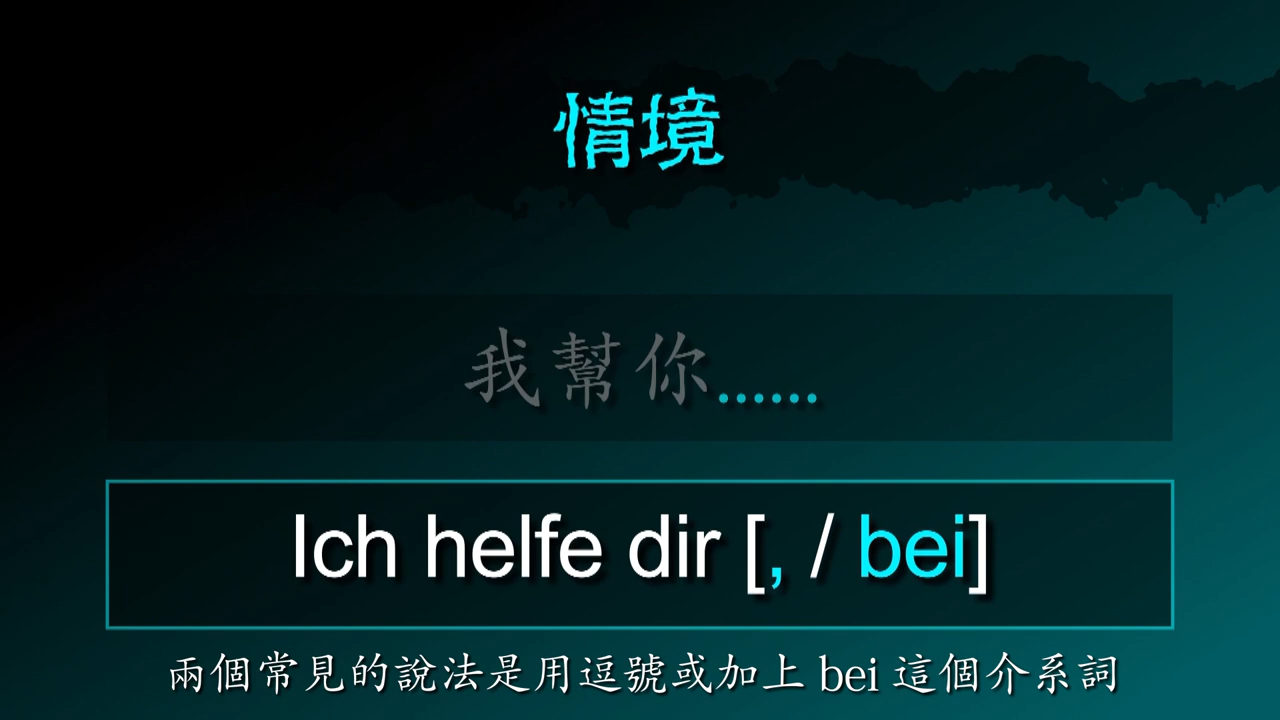 情境
我幫你......
Ich helfe dir [, / bei]
兩個常見的說法是用逗號或加上 bei 這個介系詞